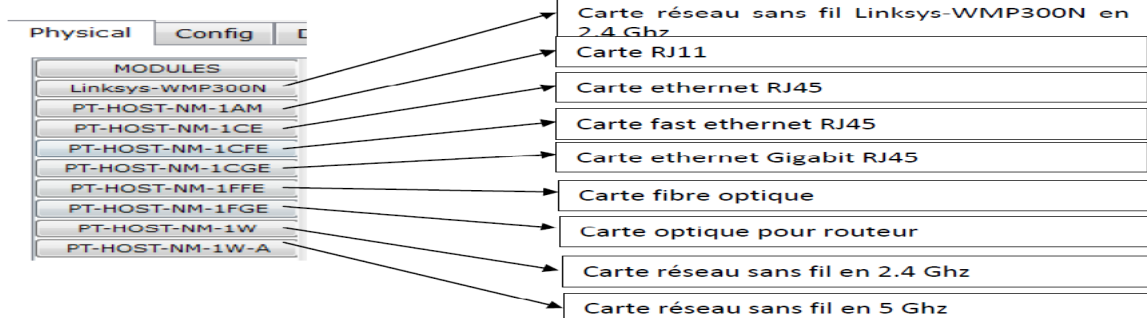 Physical
Config
MODULES
Linksys-WMP300N
PT-HOST-NM-1AM
PT-HOST-NM-1CE
PT-HOST-NM-1CFE
PT-HOST-NM-1CGE
PT-HOST-NM-1FFE
PT-HOST-NM-1FGE
PT-HOST-NM-1W
PT-HOST-NM-1W-A
Carte réseau sans fil Linksys-WMP300N en
2.4 Ghz
Carte RJ11
Carte ethernet RJ45
Carte fast ethernet RJ45
Carte ethernet Gigabit RJ45
Carte fibre optique
Carte optique pour routeur
Carte réseau sans fil en 2.4 Ghz
Carte réseau sans fil en 5 Ghz